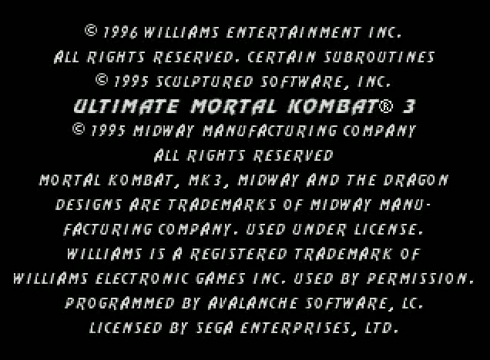 © 1996 WILLIAMS ENTERTAINMENT INC.
ALL RIGHTS RESERVED. CERTAIN SUBROUTINES
© 1995 SCULPTURED SOFTWARE, INC.
ULTIMATE MORTAL KOMBAT® 3
© 1995 MIDWAY MANUFACTURING COMPANY
ALL RIGHTS RESERVED
MORTAL KOMBAT, MK3, MIDWAY AND THE DRAGON
DESIGNS ARE TRADEMARKS OF MIDWAY MANU-
FACTURING COMPANY. USED UNDER LICENSE.
WILLIAMS IS A REGISTERED TRADEMARK OF
WILLIAMS ELECTRONIC GAMES INC. USED BY PERMISSION.
PROGRAMMED BY AVALANCHE SOFTWARE, LC.
LICENSED BY SEGA ENTERPRISES, LTD.